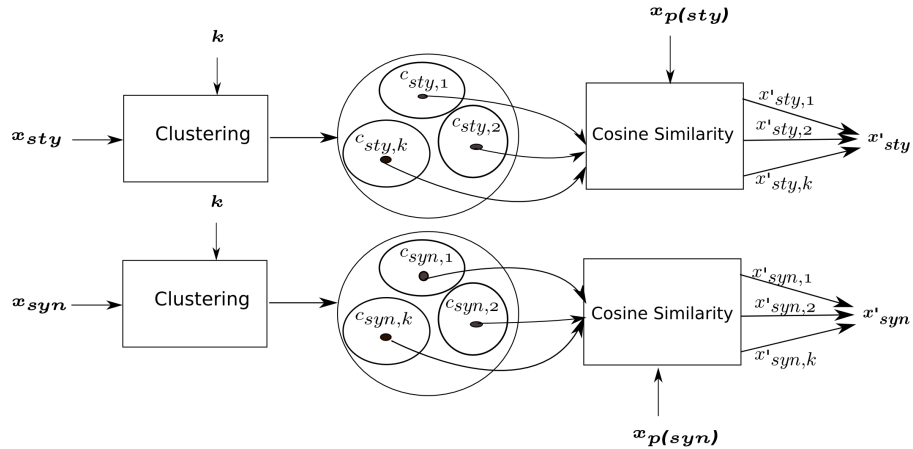 x_p(sty)
k
c_sty,1
x'_sty,1
x_sty
Clustering
c_sty,2
Cosine Similarity
x'_sty,2
x'_sty
c_sty,k
x'_sty,k
k
c_syn,1
x'_syn,1
x_syn
Clustering
c_syn,2
Cosine Similarity
x'_syn,2
x'_syn
c_syn,k
x'_syn,k
x_p(syn)